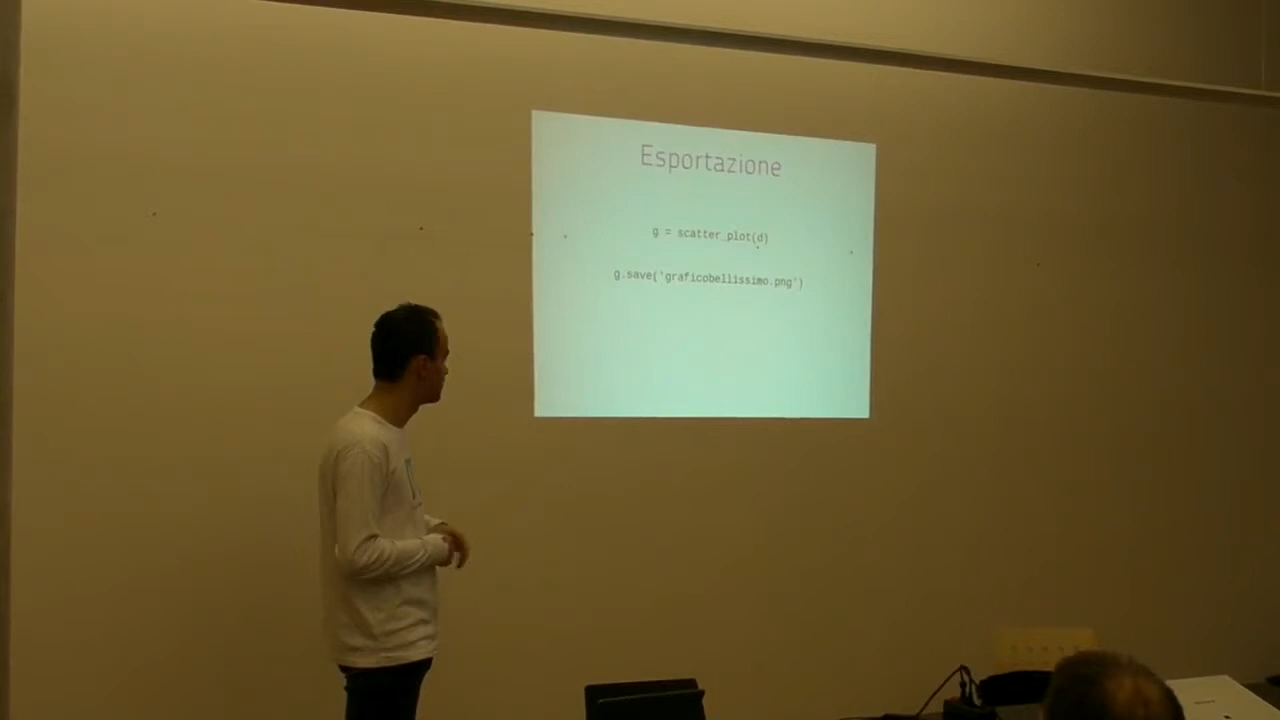 Esportazione
g = scatter_plot(d)
g.save('graficobellissimo.png')